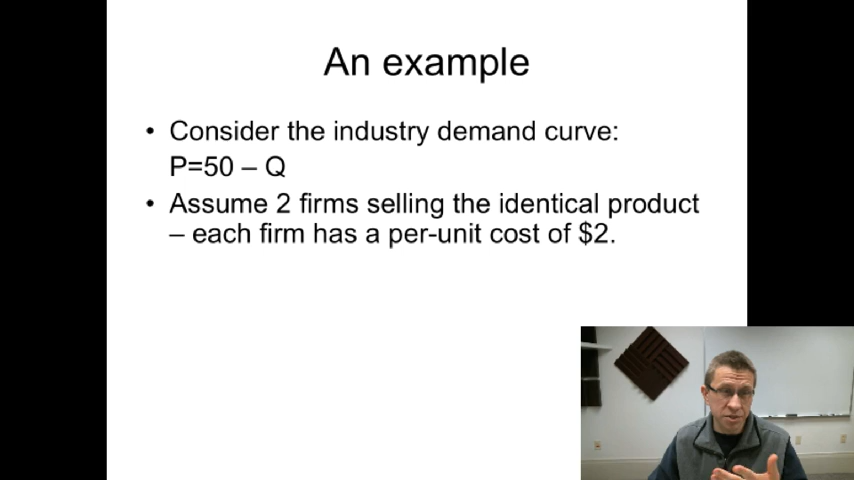 An example
• Consider the industry demand curve:
P=50 – Q
• Assume 2 firms selling the identical product
– each firm has a per-unit cost of $2.